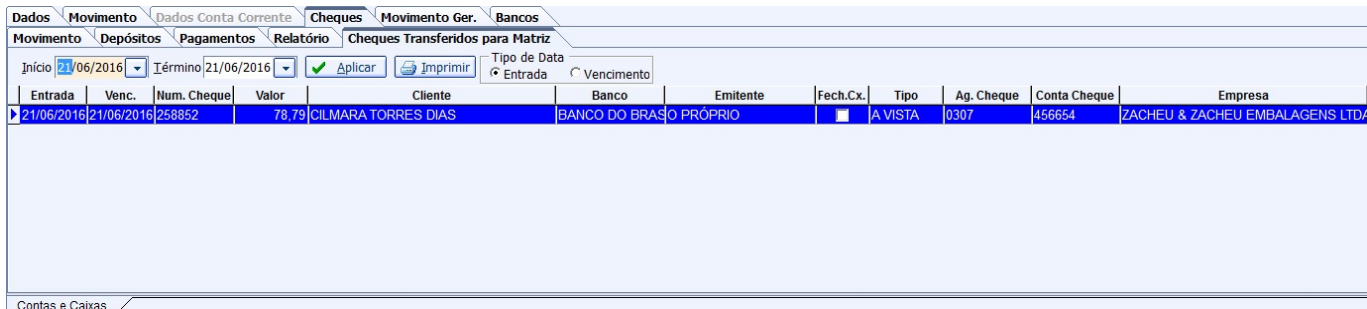 Dados Movimento Dados Conta Corrente Cheques Movimento Ger. Bancos
Movimento Depósitos Pagamentos Relatório Cheques Transferidos para Matriz
Tipo de Data
Início 21/06/2016 Término 21/06/2016 Aplicar Imprimir Entrada Vencimento
Entrada Venc. Num. Cheque Valor Cliente Banco Emitente Fech.Cx. Tipo Ag. Cheque Conta Cheque Empresa
21/06/2016 21/06/2016 258852 78,79 CILMARA TORRES DIAS BANCO DO BRAS O PRÓPRIO A VISTA 0307 456654 ZACHEU & ZACHEU EMBALAGENS LTDA
Contas e Caixas